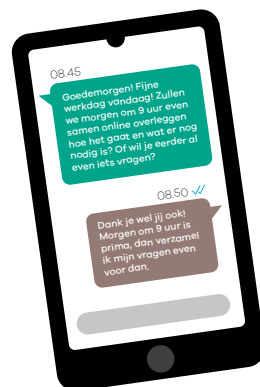 08.45
Goedemorgen! Fijne
werkdag vandaag! Zullen
we morgen om 9 uur even
samen online overleggen
hoe het gaat en wat er nog
nodig is? Of wil je eerder al
even iets vragen?
08.50
Dank je wel jij ook!
Morgen om 9 uur is
prima, dan verzamel
ik mijn vragen even
voor dan.